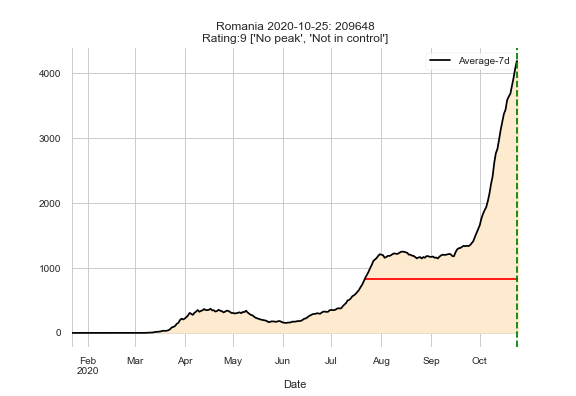 Romania 2020-10-25: 209648
Rating:9 ['No peak', 'Not in control']
Average-7d
4000
3000
2000
1000
0
Feb Mar Apr May Jun Jul Aug Sep Oct
2020
Date